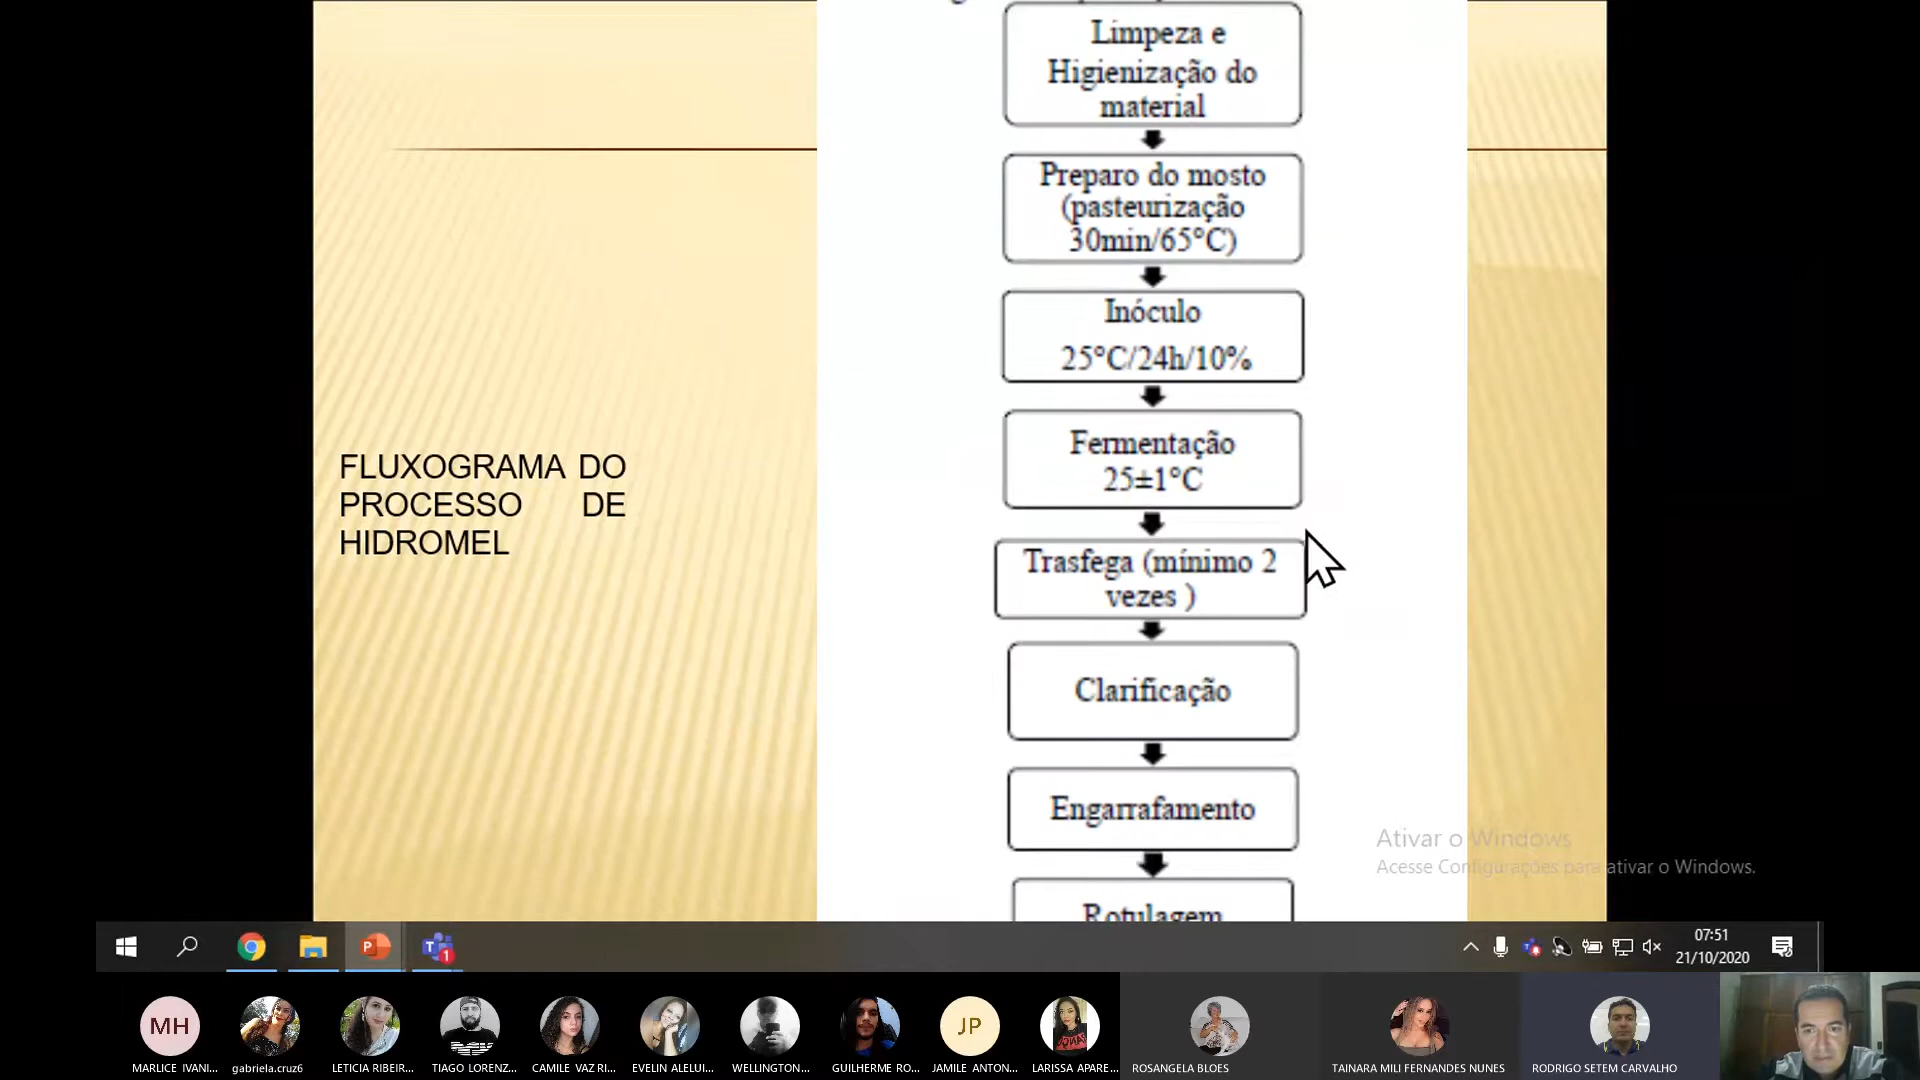 Limpeza e
Higienização do
material
Preparo do mosto
(pasteurização
30min/65°C)
Inóculo
25°C/24h/10%
Fermentação
25±1°C
Trasfega (mínimo 2
vezes )
Clarificação
Engarrafamento
Rotulagem
FLUXOGRAMA DO
PROCESSO DE
HIDROMEL
Ativar o Windows
Acesse Configurações para ativar o Windows.
07:51
21/10/2020
1
MH
JP
MARLICE IVANI...
gabriela.cruz6
LETICIA RIBEIR...
TIAGO LORENZ...
CAMILE VAZ RI...
EVELIN ALELUI...
WELLINGTON...
GUILHERME RO...
JAMILE ANTON...
LARISSA APARE...
ROSANGELA BLOES
TAINARA MILI FERNANDES NUNES
RODRIGO SETEM CARVALHO